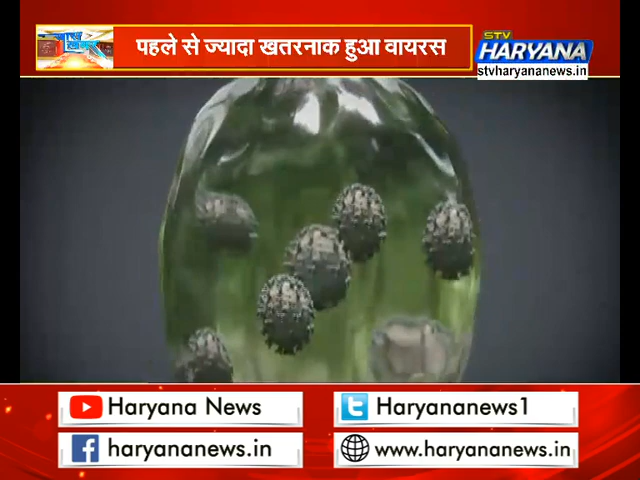 पहले से ज्यादा खतरनाक हुआ वायरस
STV
HARYANA
stvharyananews.in
Haryana News
Haryananews1
haryananews.in
www.haryananews.in